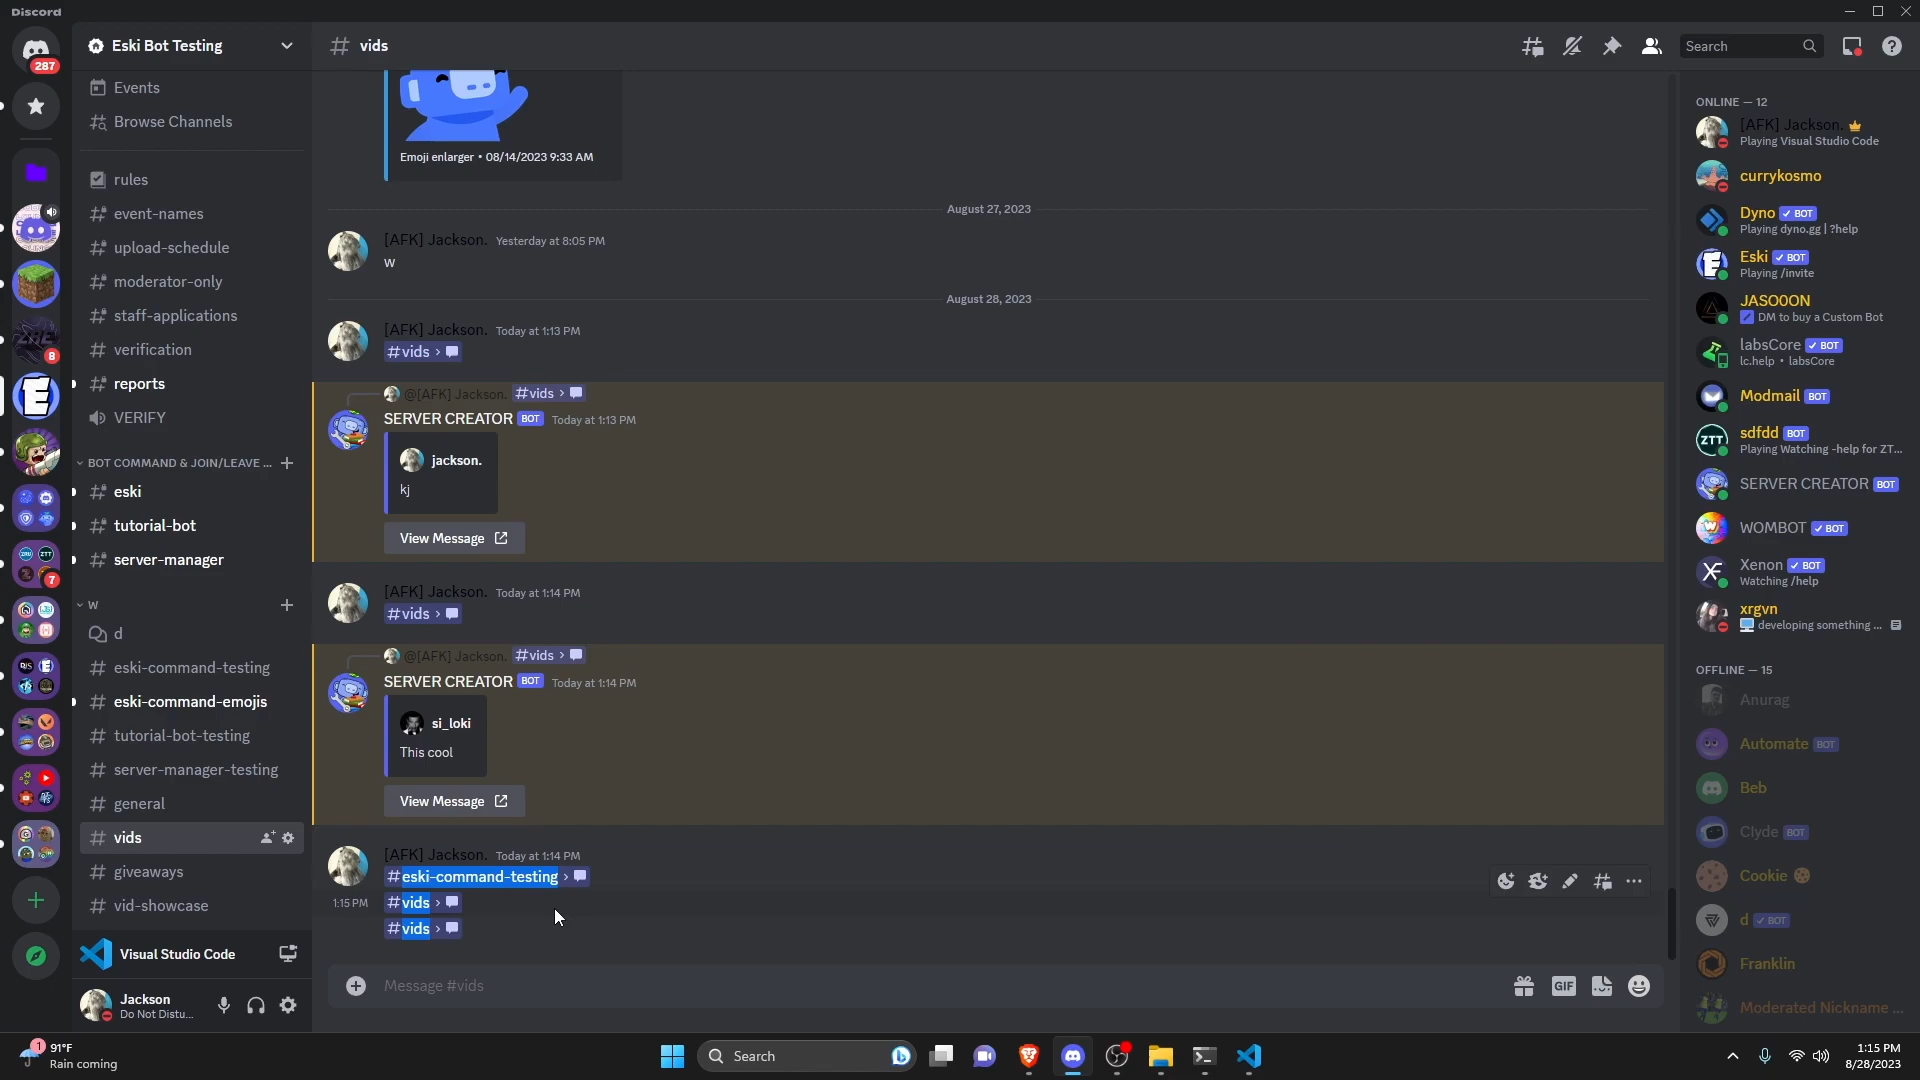 Discord
287
Eski Bot Testing
Events
Browse Channels
rules
event-names
upload-schedule
moderator-only
staff-applications
verification
reports
VERIFY
BOT COMMAND & JOIN/LEAVE ...
eski
tutorial-bot
server-manager
W
d
eski-command-testing
eski-command-emojis
tutorial-bot-testing
server-manager-testing
general
vids
giveaways
vid-showcase
8
7
Visual Studio Code
Jackson
Do Not Distu...
# vids
Search
Emoji enlarger • 08/14/2023 9:33 AM
August 27, 2023
[AFK] Jackson. Yesterday at 8:05 PM
w
August 28, 2023
[AFK] Jackson. Today at 1:13 PM
#vids ›
@[AFK] Jackson. #vids ›
SERVER CREATOR BOT Today at 1:13 PM
jackson.
kj
View Message
[AFK] Jackson. Today at 1:14 PM
#vids ›
@[AFK] Jackson. #vids ›
SERVER CREATOR BOT Today at 1:14 PM
si_loki
This cool
View Message
[AFK] Jackson. Today at 1:14 PM
#eski-command-testing ›
1:15 PM #vids ›
#vids ›
Message #vids
GIF
ONLINE — 12
[AFK] Jackson.
Playing Visual Studio Code
currykosmo
Dyno ✓ BOT
Playing dyno.gg | ?help
Eski ✓ BOT
Playing /invite
JASO0ON
DM to buy a Custom Bot
labsCore ✓ BOT
lc.help • labsCore
Modmail BOT
ZTT
sdfdd BOT
Playing Watching -help for ZT...
SERVER CREATOR BOT
WOMBOT ✓ BOT
Xenon ✓ BOT
Watching /help
xrgvn
developing something ...
OFFLINE — 15
Anurag
Automate BOT
Beb
Clyde BOT
Cookie
d ✓ BOT
Franklin
Moderated Nickname ...
1
91°F
Rain coming
Search
1:15 PM
8/28/2023